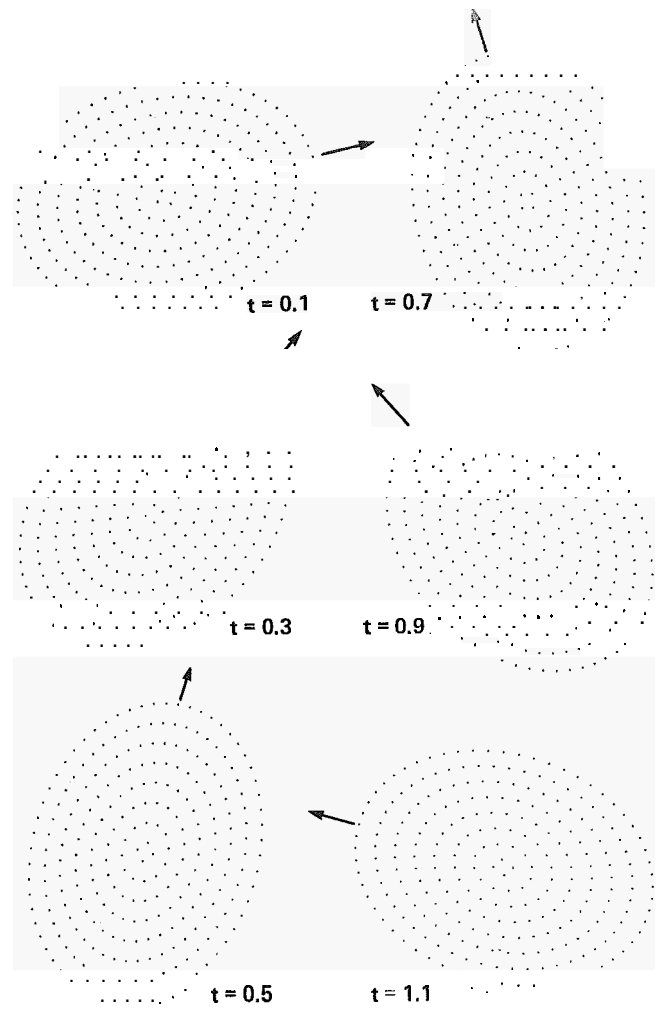 t = 0.1 t = 0.7
t = 0.3 t = 0.9
t = 0.5 t = 1.1